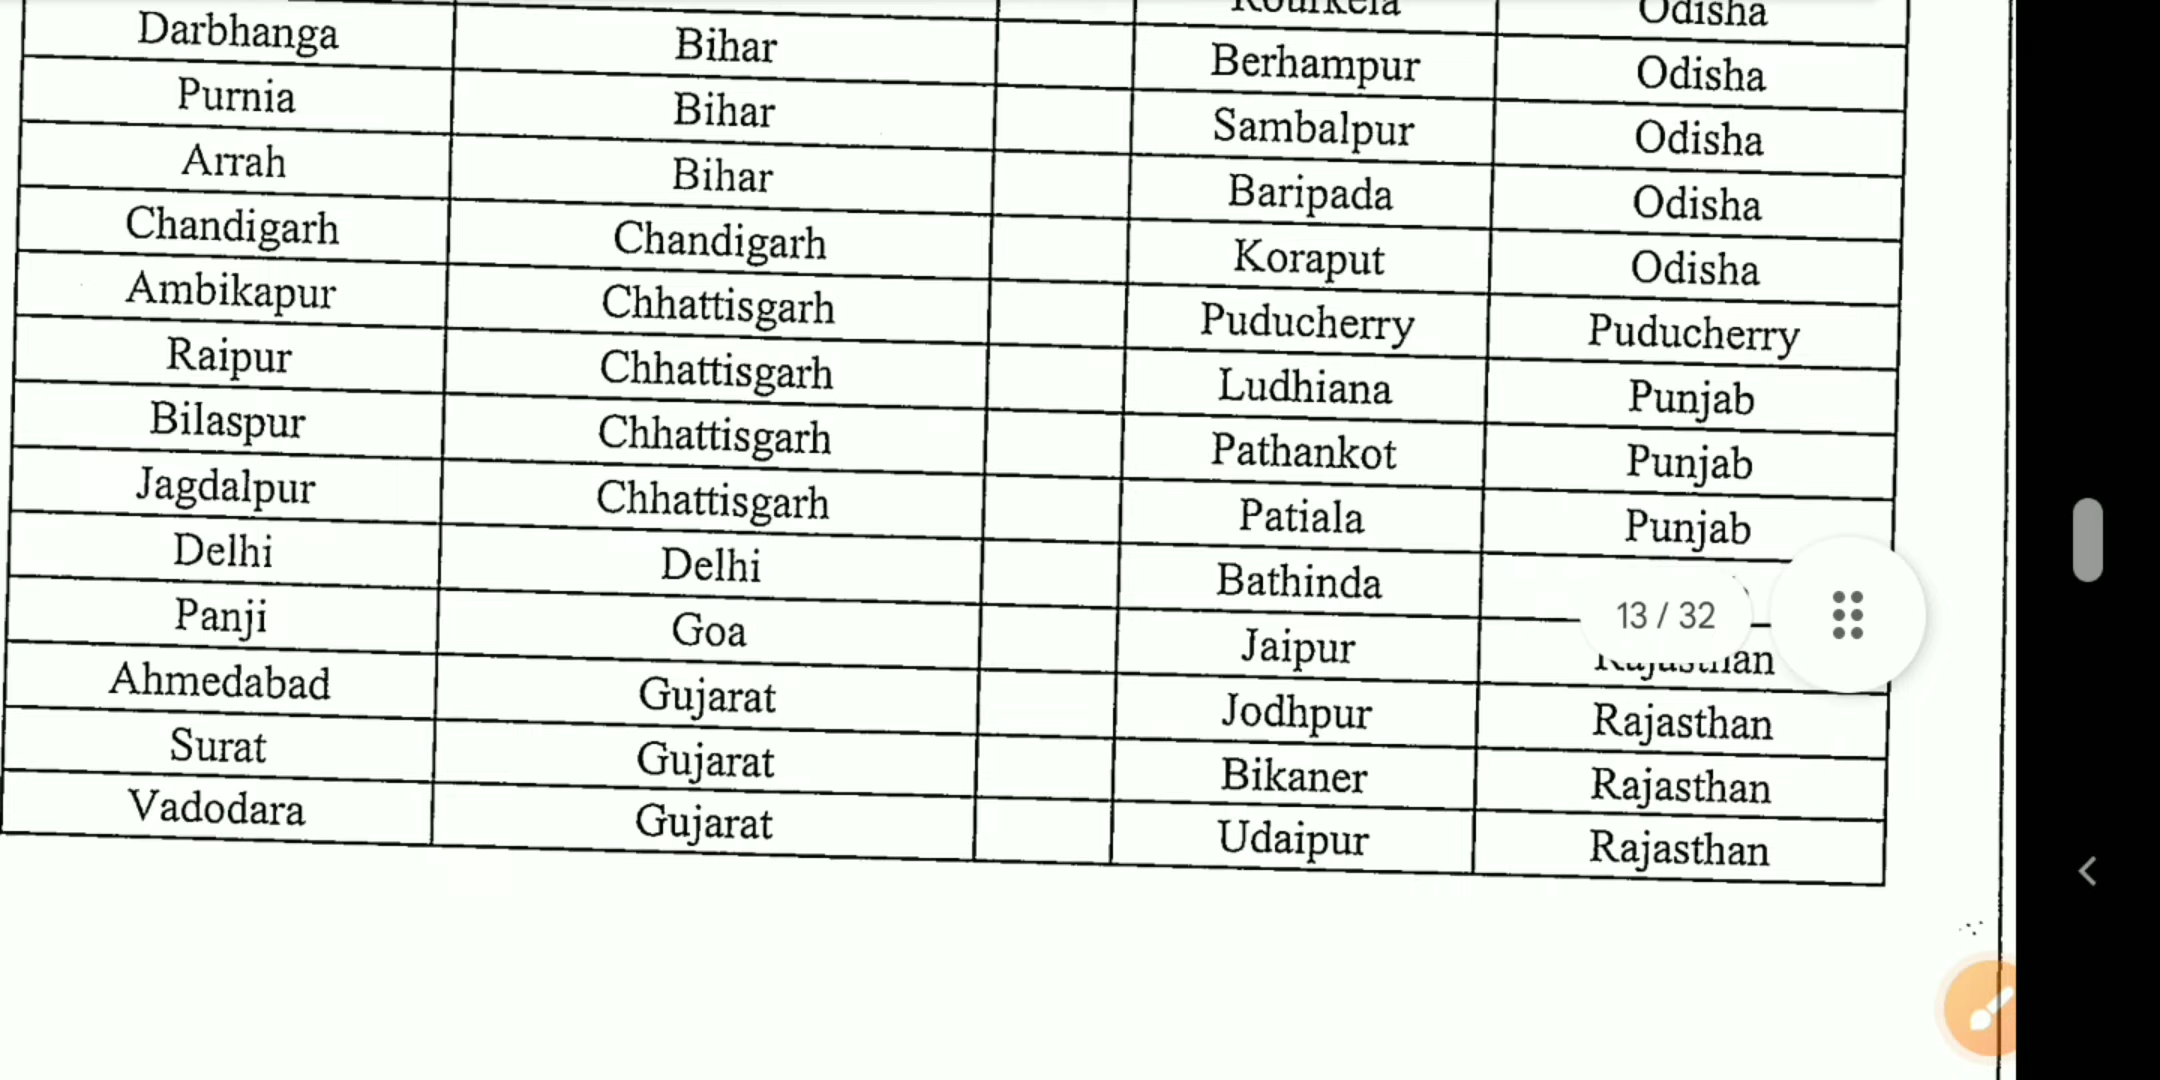 Odisha
Darbhanga Bihar Berhampur Odisha
Purnia Bihar Sambalpur Odisha
Arrah Bihar Baripada Odisha
Chandigarh Chandigarh Koraput Odisha
Ambikapur Chhattisgarh Puducherry Puducherry
Raipur Chhattisgarh Ludhiana Punjab
Bilaspur Chhattisgarh Pathankot Punjab
Jagdalpur Chhattisgarh Patiala Punjab
Delhi Delhi Bathinda
13 / 32
Panji Goa Jaipur Rajasthan
Ahmedabad Gujarat Jodhpur Rajasthan
Surat Gujarat Bikaner Rajasthan
Vadodara Gujarat Udaipur Rajasthan